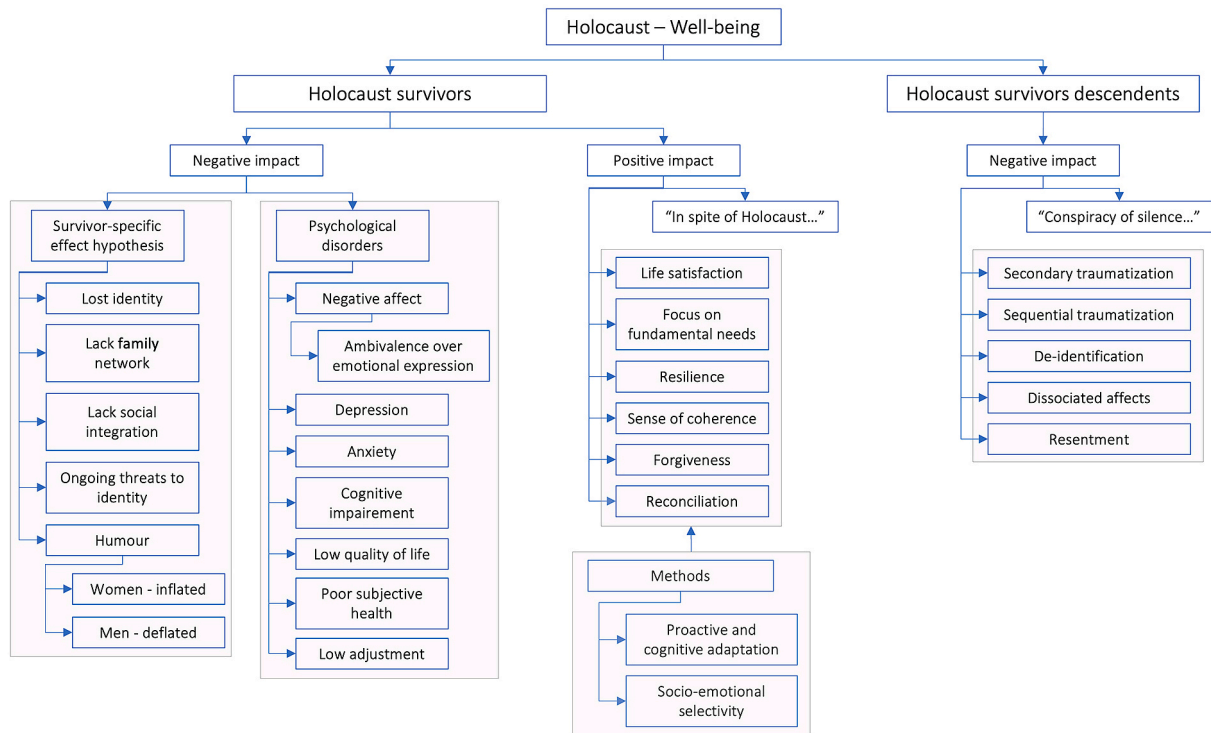 Holocaust – Well-being
Holocaust survivors
Holocaust survivors descendents
Negative impact
Positive impact
Negative impact
Survivor-specific
effect hypothesis
Lost identity
Lack family
network
Lack social
integration
Ongoing threats to
identity
Humour
Women - inflated
Men - deflated
Psychological
disorders
Negative affect
Ambivalence over
emotional expression
Depression
Anxiety
Cognitive
impairement
Low quality of life
Poor subjective
health
Low adjustment
“In spite of Holocaust…”
Life satisfaction
Focus on
fundamental needs
Resilience
Sense of coherence
Forgiveness
Reconciliation
Methods
Proactive and
cognitive adaptation
Socio-emotional
selectivity
“Conspiracy of silence…”
Secondary traumatization
Sequential traumatization
De-identification
Dissociated affects
Resentment